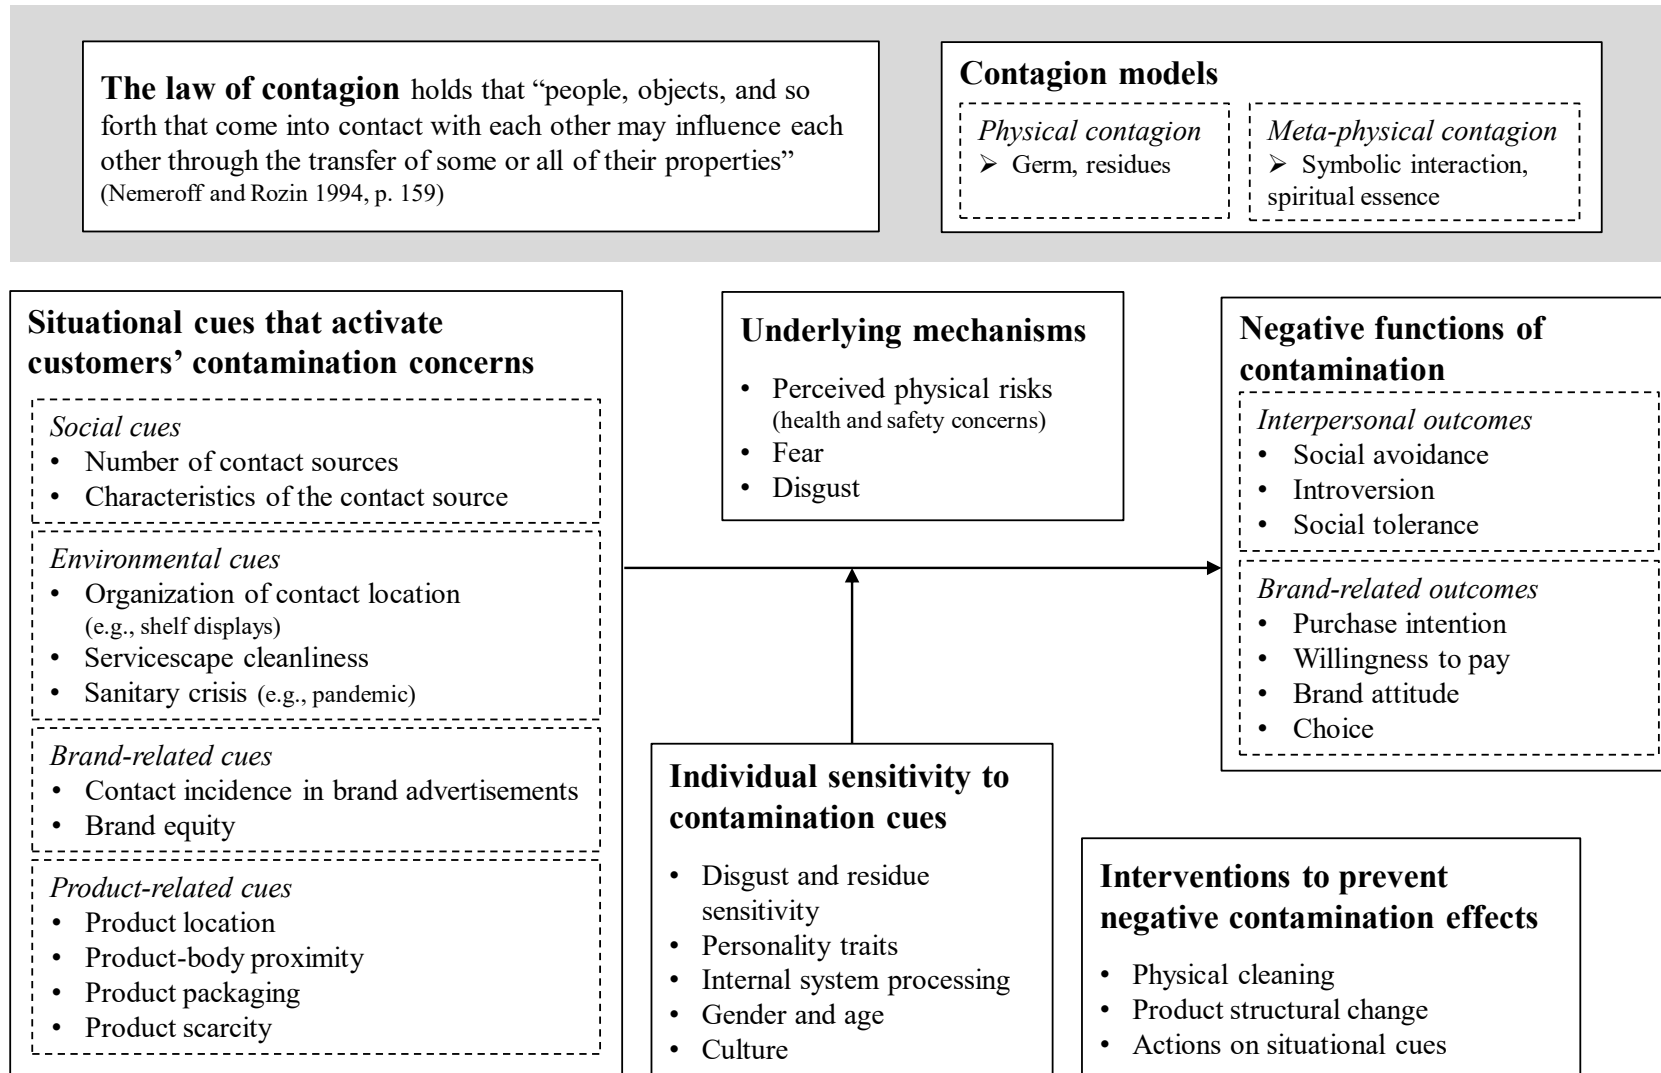 The law of contagion holds that “people, objects, and so
forth that come into contact with each other may influence each
other through the transfer of some or all of their properties”
(Nemeroff and Rozin 1994, p. 159)
Contagion models
Physical contagion
➢ Germ, residues
Meta-physical contagion
➢ Symbolic interaction,
spiritual essence
Situational cues that activate
customers’ contamination concerns
Social cues
• Number of contact sources
• Characteristics of the contact source
Environmental cues
• Organization of contact location
(e.g., shelf displays)
• Servicescape cleanliness
• Sanitary crisis (e.g., pandemic)
Brand-related cues
• Contact incidence in brand advertisements
• Brand equity
Product-related cues
• Product location
• Product-body proximity
• Product packaging
• Product scarcity
Underlying mechanisms
• Perceived physical risks
(health and safety concerns)
• Fear
• Disgust
Individual sensitivity to
contamination cues
• Disgust and residue
sensitivity
• Personality traits
• Internal system processing
• Gender and age
• Culture
Negative functions of
contamination
Interpersonal outcomes
• Social avoidance
• Introversion
• Social tolerance
Brand-related outcomes
• Purchase intention
• Willingness to pay
• Brand attitude
• Choice
Interventions to prevent
negative contamination effects
• Physical cleaning
• Product structural change
• Actions on situational cues